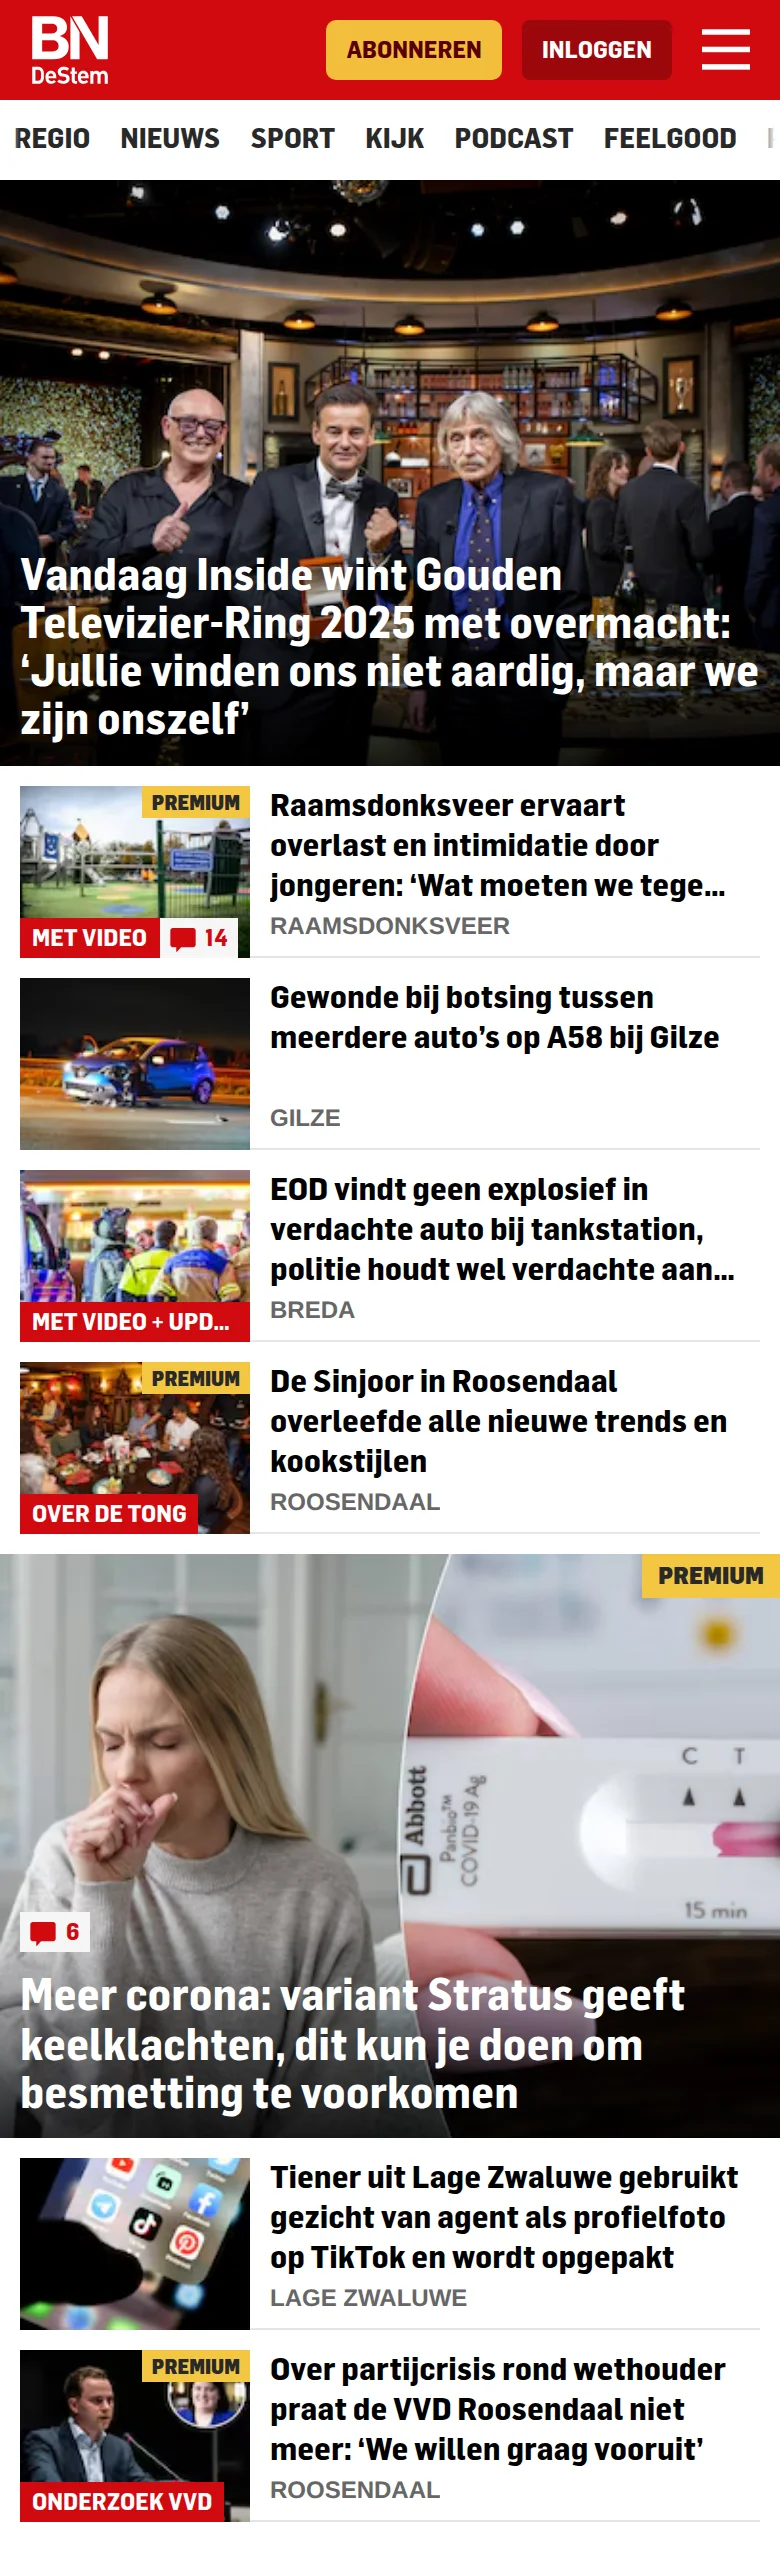 BN
DeStem
ABONNEREN
INLOGGEN
REGIO NIEUWS SPORT KIJK PODCAST FEELGOOD
Vandaag Inside wint Gouden
Televizier-Ring 2025 met overmacht:
‘Jullie vinden ons niet aardig, maar we
zijn onszelf’
PREMIUM
MET VIDEO
14
Raamsdonksveer ervaart
overlast en intimidatie door
jongeren: ‘Wat moeten we tege...
RAAMSDONKSVEER
Gewonde bij botsing tussen
meerdere auto’s op A58 bij Gilze
GILZE
MET VIDEO + UPD...
EOD vindt geen explosief in
verdachte auto bij tankstation,
politie houdt wel verdachte aan...
BREDA
PREMIUM
OVER DE TONG
De Sinjoor in Roosendaal
overleefde alle nieuwe trends en
kookstijlen
ROOSENDAAL
PREMIUM
C T
Abbott
Panbio™
COVID-19 Ag
15 min
6
Meer corona: variant Stratus geeft
keelklachten, dit kun je doen om
besmetting te voorkomen
Tiener uit Lage Zwaluwe gebruikt
gezicht van agent als profielfoto
op TikTok en wordt opgepakt
LAGE ZWALUWE
PREMIUM
ONDERZOEK VVD
Over partijcrisis rond wethouder
praat de VVD Roosendaal niet
meer: ‘We willen graag vooruit’
ROOSENDAAL